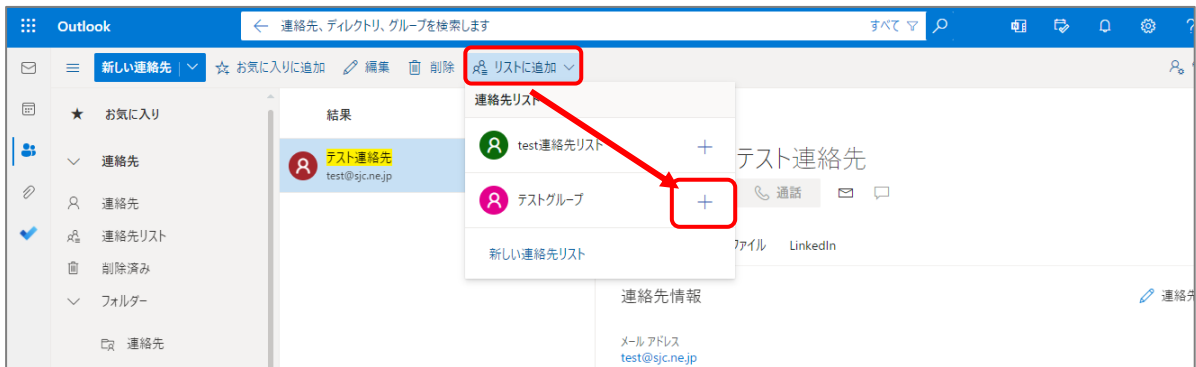 Outlook
連絡先、ディレクトリ、グループを検索します
すべて
新しい連絡先
お気に入りに追加
編集
削除
リストに追加
お気に入り
連絡先
連絡先
連絡先リスト
削除済み
フォルダー
連絡先
結果
テスト連絡先
test@sjc.ne.jp
連絡先リスト
test連絡先リスト
テストグループ
新しい連絡先リスト
テスト連絡先
通話
ファイル
LinkedIn
連絡先情報
連絡先
メール アドレス
test@sjc.ne.jp